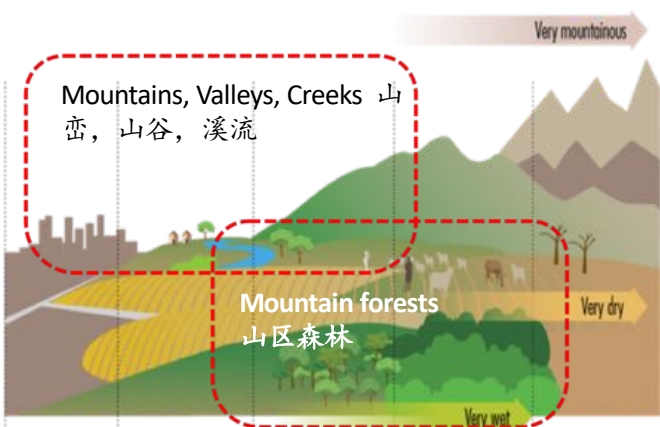 Very mountainous
Mountains, Valleys, Creeks 山
峦，山谷，溪流
Mountain forests
山区森林
Very dry
Very wet